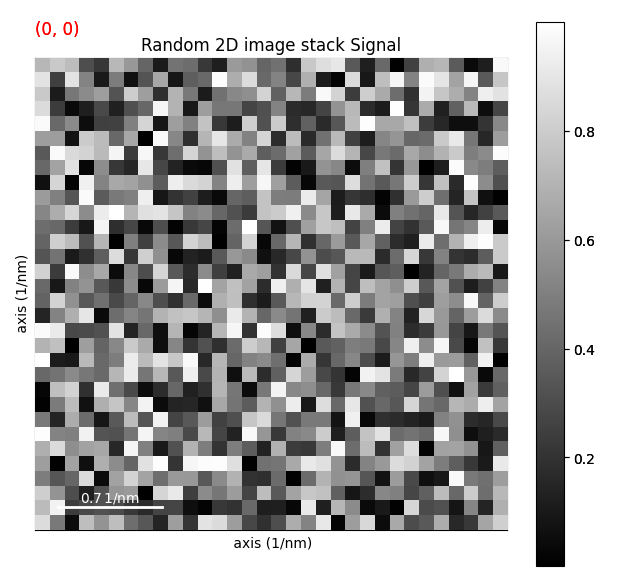 (0, 0)
Random 2D image stack Signal
0.8
0.6
0.4
0.2
axis (1/nm)
0.7 1/nm
axis (1/nm)